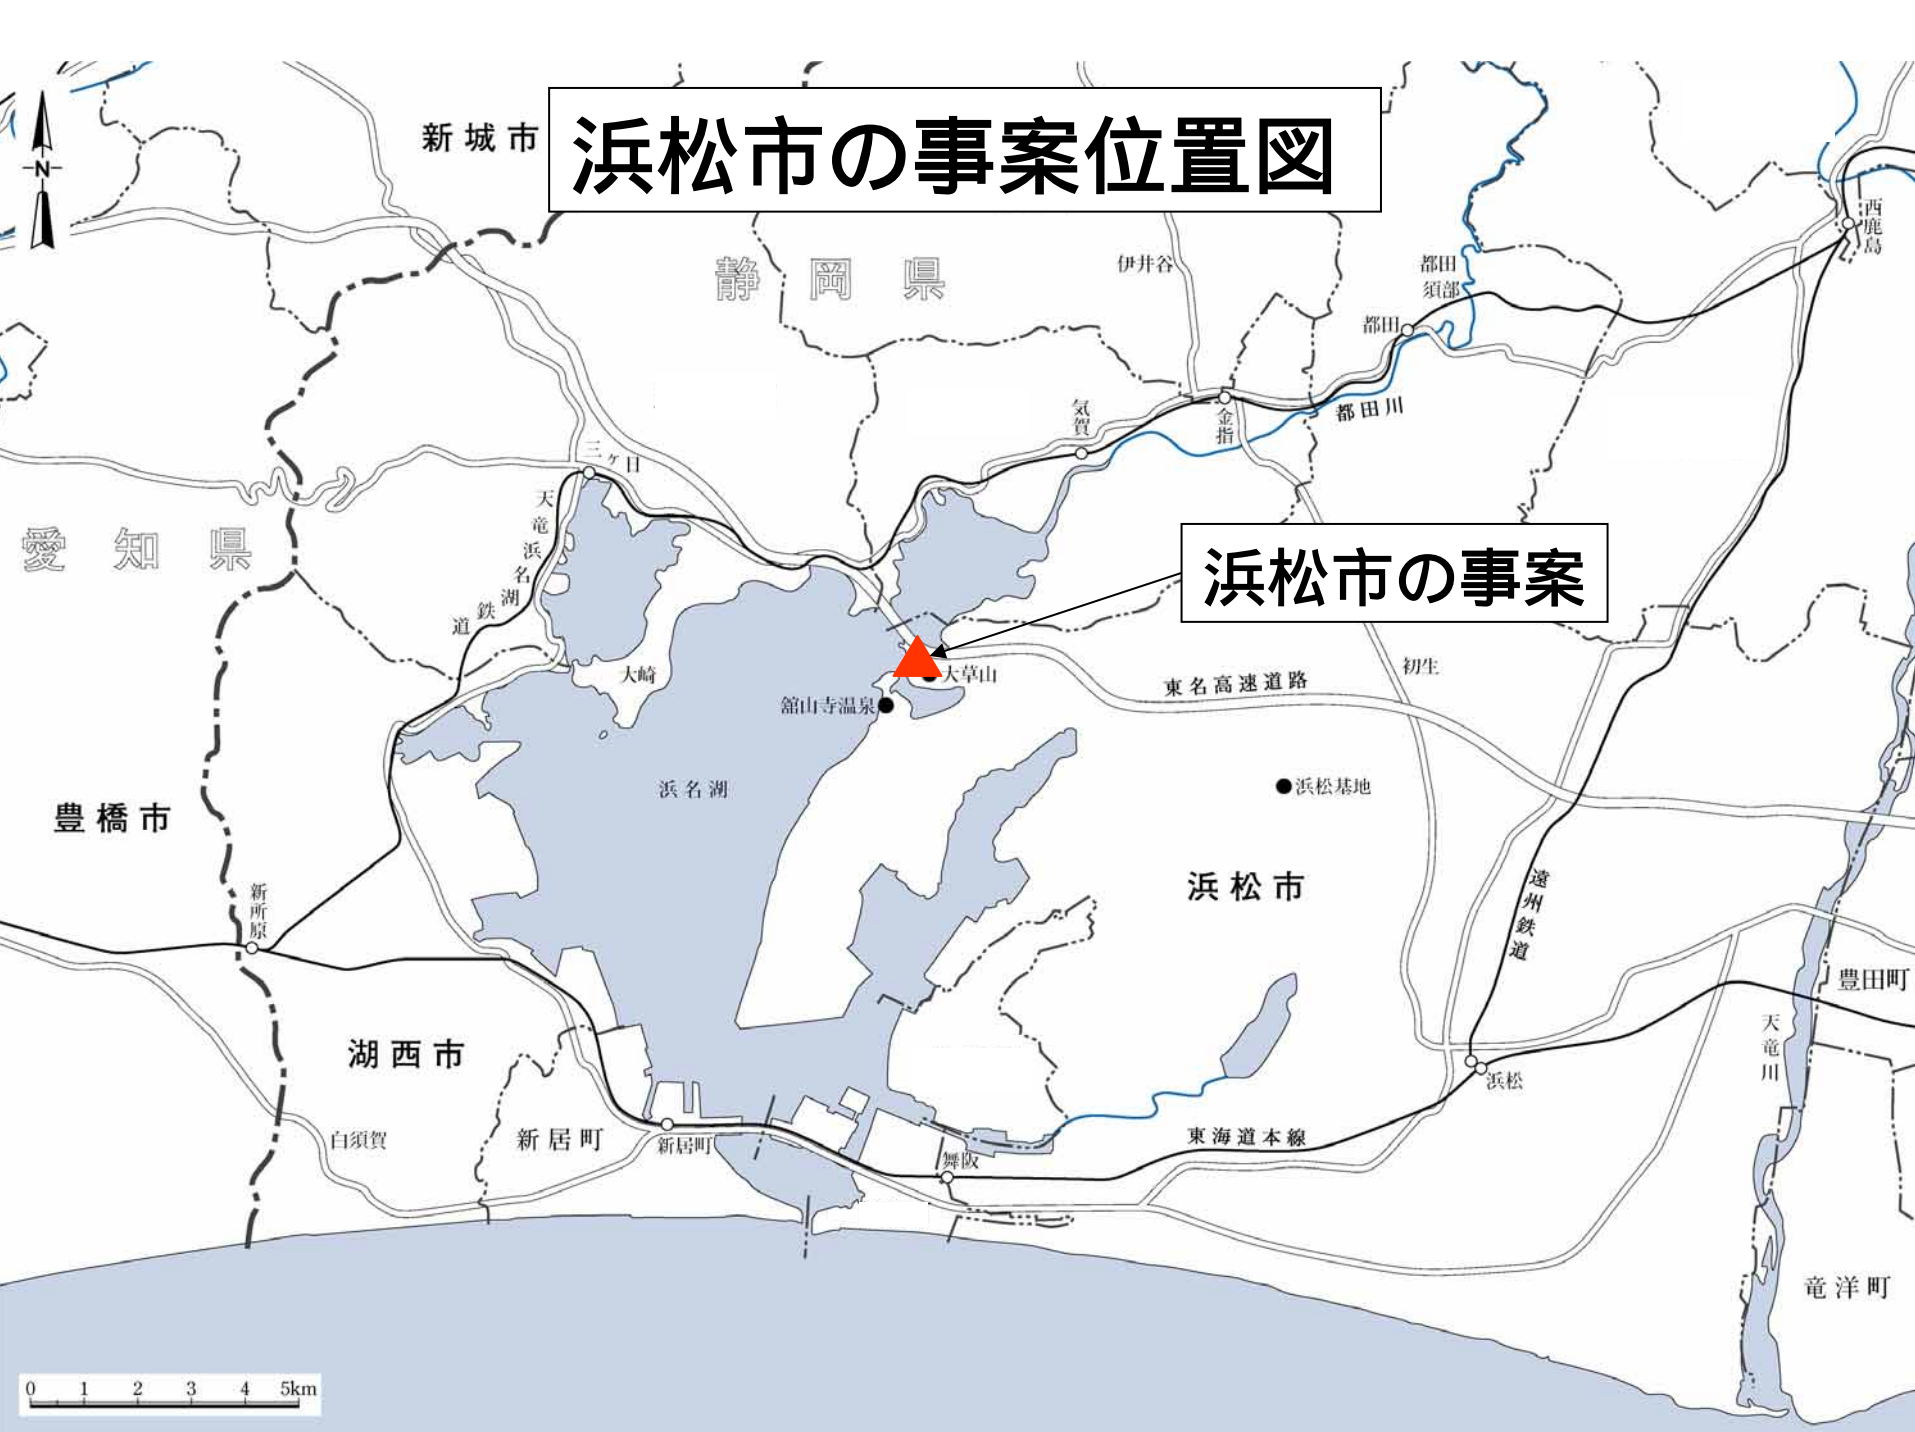 浜松市の事案位置図
N
新城市
静岡県
伊井谷
都田
須部
西鹿島
都田
気賀
金指
都田川
三ヶ日
天竜浜名湖鉄道
愛知県
浜松市の事案
大崎
大草山
初生
東名高速道路
舘山寺温泉
浜名湖
浜松基地
豊橋市
浜松市
新所原
遠州鉄道
豊田町
天竜川
湖西市
浜松
白須賀
新居町
新居町
舞阪
東海道本線
竜洋町
0 1 2 3 4 5km